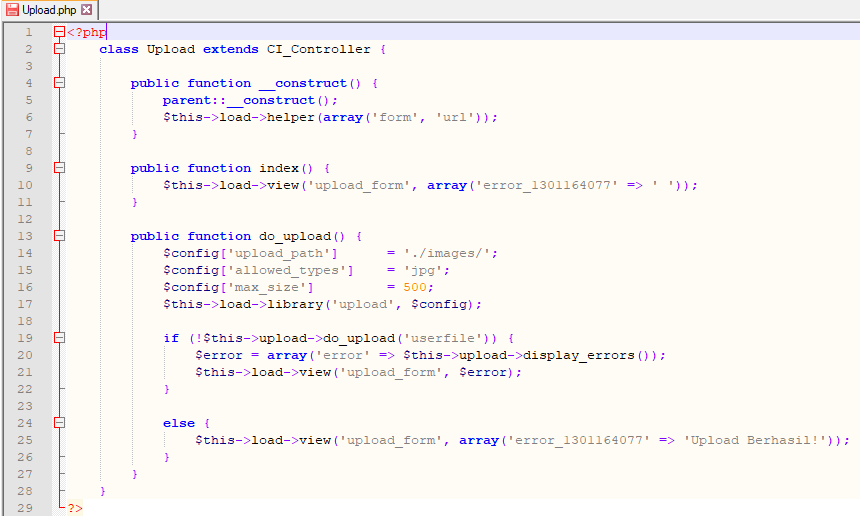 Upload.php
1 <?php
2 class Upload extends CI_Controller {
3
4 public function __construct() {
5 parent::__construct();
6 $this->load->helper(array('form', 'url'));
7 }
8
9 public function index() {
10 $this->load->view('upload_form', array('error_1301164077' => ' '));
11 }
12
13 public function do_upload() {
14 $config['upload_path']      = './images/';
15 $config['allowed_types']    = 'jpg';
16 $config['max_size']         = 500;
17 $this->load->library('upload', $config);
18
19 if (!$this->upload->do_upload('userfile')) {
20 $error = array('error' => $this->upload->display_errors());
21 $this->load->view('upload_form', $error);
22 }
23
24 else {
25 $this->load->view('upload_form', array('error_1301164077' => 'Upload Berhasil!'));
26 }
27 }
28 }
29 ?>